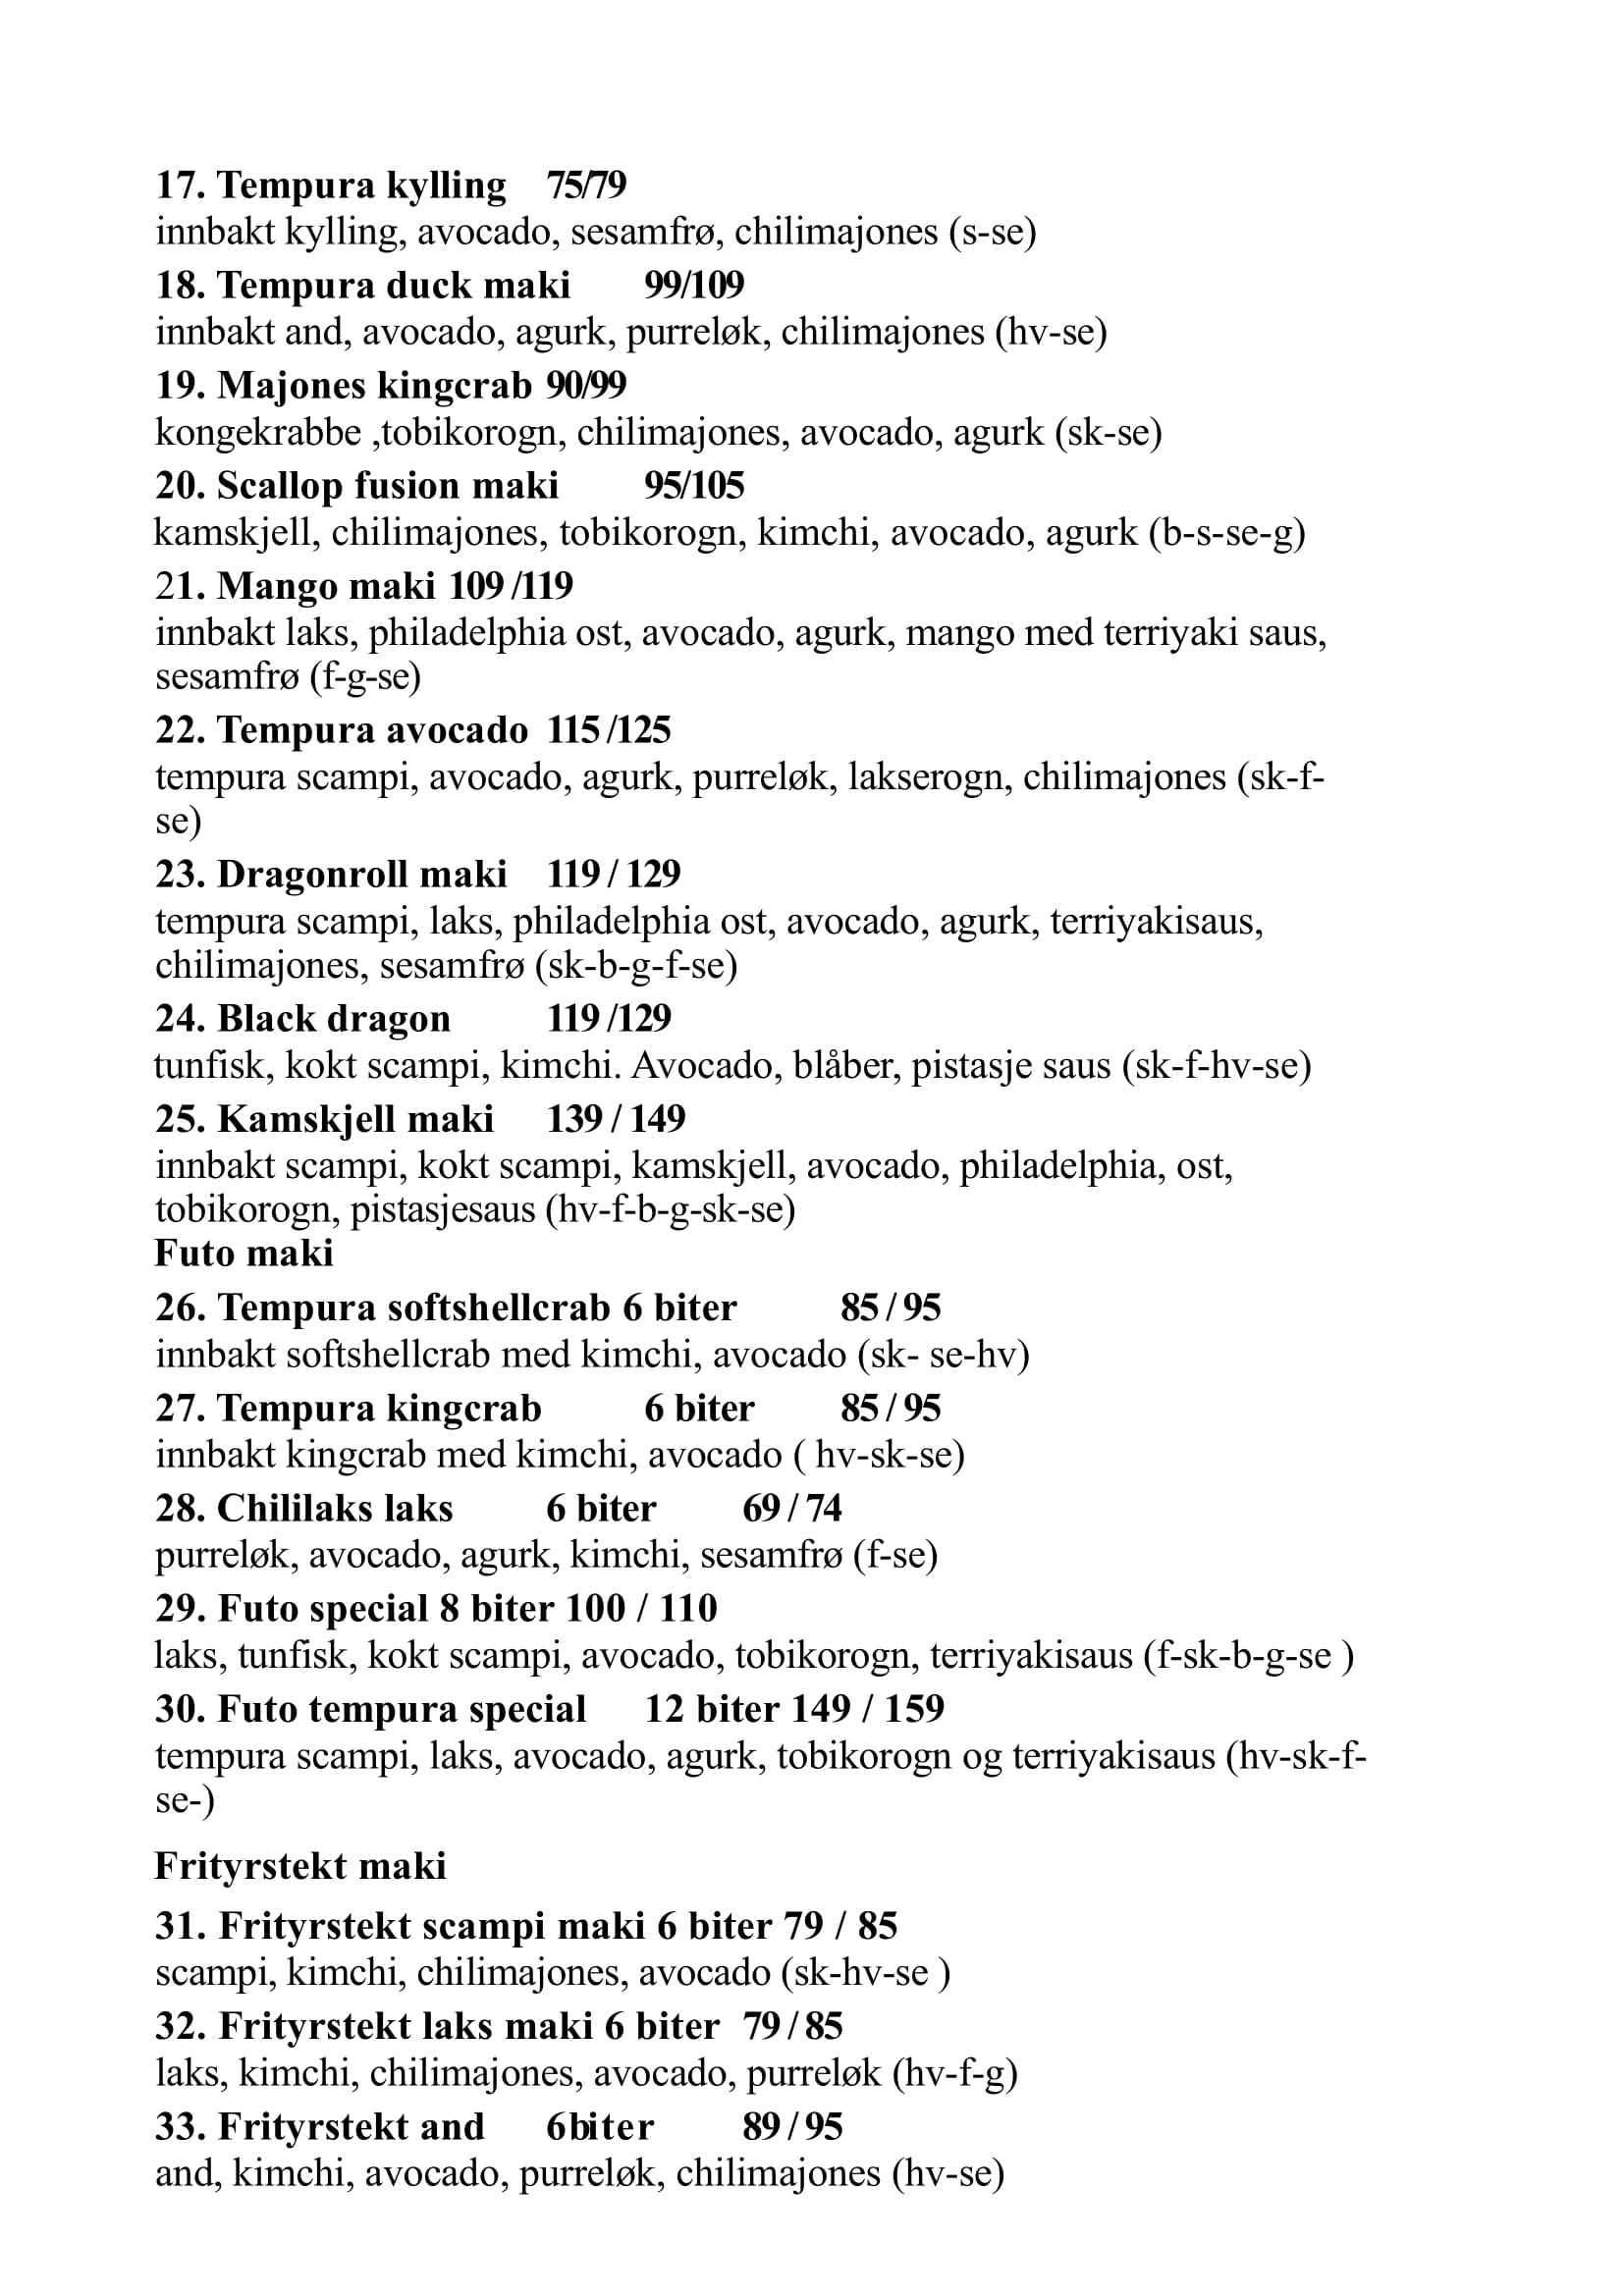 17. Tempura kylling 75/79
innbakt kylling, avocado, sesamfrø, chilimajones (s-se)
18. Tempura duck maki 99/109
innbakt and, avocado, agurk, purreløk, chilimajones (hv-se)
19. Majones kingcrab 90/99
kongekrabbe ,tobikorogn, chilimajones, avocado, agurk (sk-se)
20. Scallop fusion maki 95/105
kamskjell, chilimajones, tobikorogn, kimchi, avocado, agurk (b-s-se-g)
21. Mango maki 109 /119
innbakt laks, philadelphia ost, avocado, agurk, mango med terriyaki saus,
sesamfrø (f-g-se)
22. Tempura avocado 115 /125
tempura scampi, avocado, agurk, purreløk, lakserogn, chilimajones (sk-f-
se)
23. Dragonroll maki 119 / 129
tempura scampi, laks, philadelphia ost, avocado, agurk, terriyakisaus,
chilimajones, sesamfrø (sk-b-g-f-se)
24. Black dragon 119 /129
tunfisk, kokt scampi, kimchi. Avocado, blåber, pistasje saus (sk-f-hv-se)
25. Kamskjell maki 139 / 149
innbakt scampi, kokt scampi, kamskjell, avocado, philadelphia, ost,
tobikorogn, pistasjesaus (hv-f-b-g-sk-se)
Futo maki
26. Tempura softshellcrab 6 biter 85 / 95
innbakt softshellcrab med kimchi, avocado (sk- se-hv)
27. Tempura kingcrab 6 biter 85 / 95
innbakt kingcrab med kimchi, avocado ( hv-sk-se)
28. Chililaks laks 6 biter 69 / 74
purreløk, avocado, agurk, kimchi, sesamfrø (f-se)
29. Futo special 8 biter 100 / 110
laks, tunfisk, kokt scampi, avocado, tobikorogn, terriyakisaus (f-sk-b-g-se )
30. Futo tempura special 12 biter 149 / 159
tempura scampi, laks, avocado, agurk, tobikorogn og terriyakisaus (hv-sk-f-
se-)
Frityrstekt maki
31. Frityrstekt scampi maki 6 biter 79 / 85
scampi, kimchi, chilimajones, avocado (sk-hv-se )
32. Frityrstekt laks maki 6 biter 79 / 85
laks, kimchi, chilimajones, avocado, purreløk (hv-f-g)
33. Frityrstekt and 6biter 89 / 95
and, kimchi, avocado, purreløk, chilimajones (hv-se)